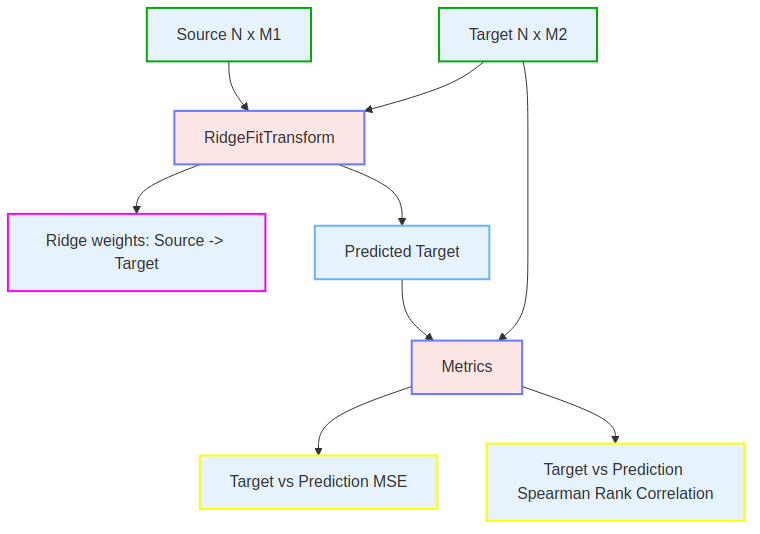 Source N x M1
Target N x M2
RidgeFitTransform
Ridge weights: Source ->
Target
Predicted Target
Metrics
Target vs Prediction MSE
Target vs Prediction
Spearman Rank Correlation